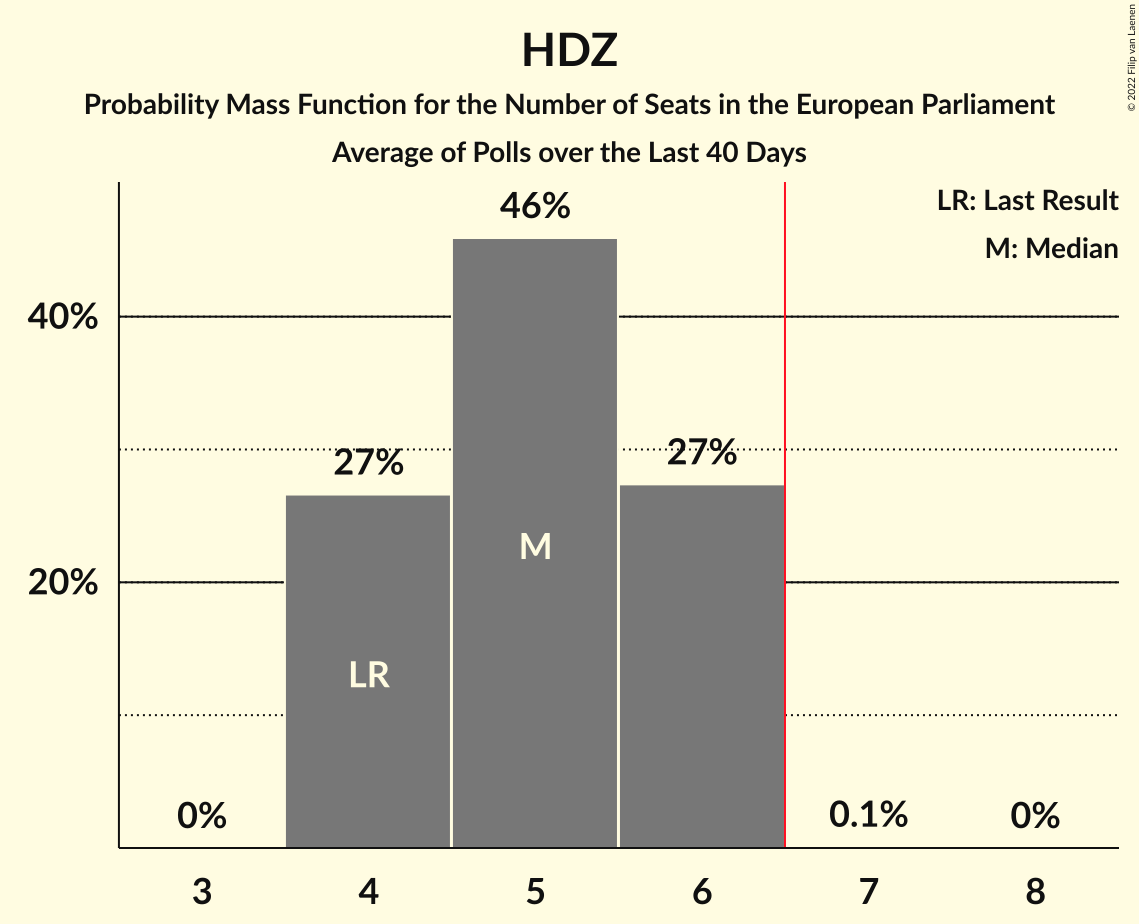 HDZ
Probability Mass Function for the Number of Seats in the European Parliament
Average of Polls over the Last 40 Days
© 2022 Filip van Laenen
LR: Last Result
M: Median
46%
40%
27%
27%
M
20%
LR
0%
0.1%
0%
3
4
5
6
7
8